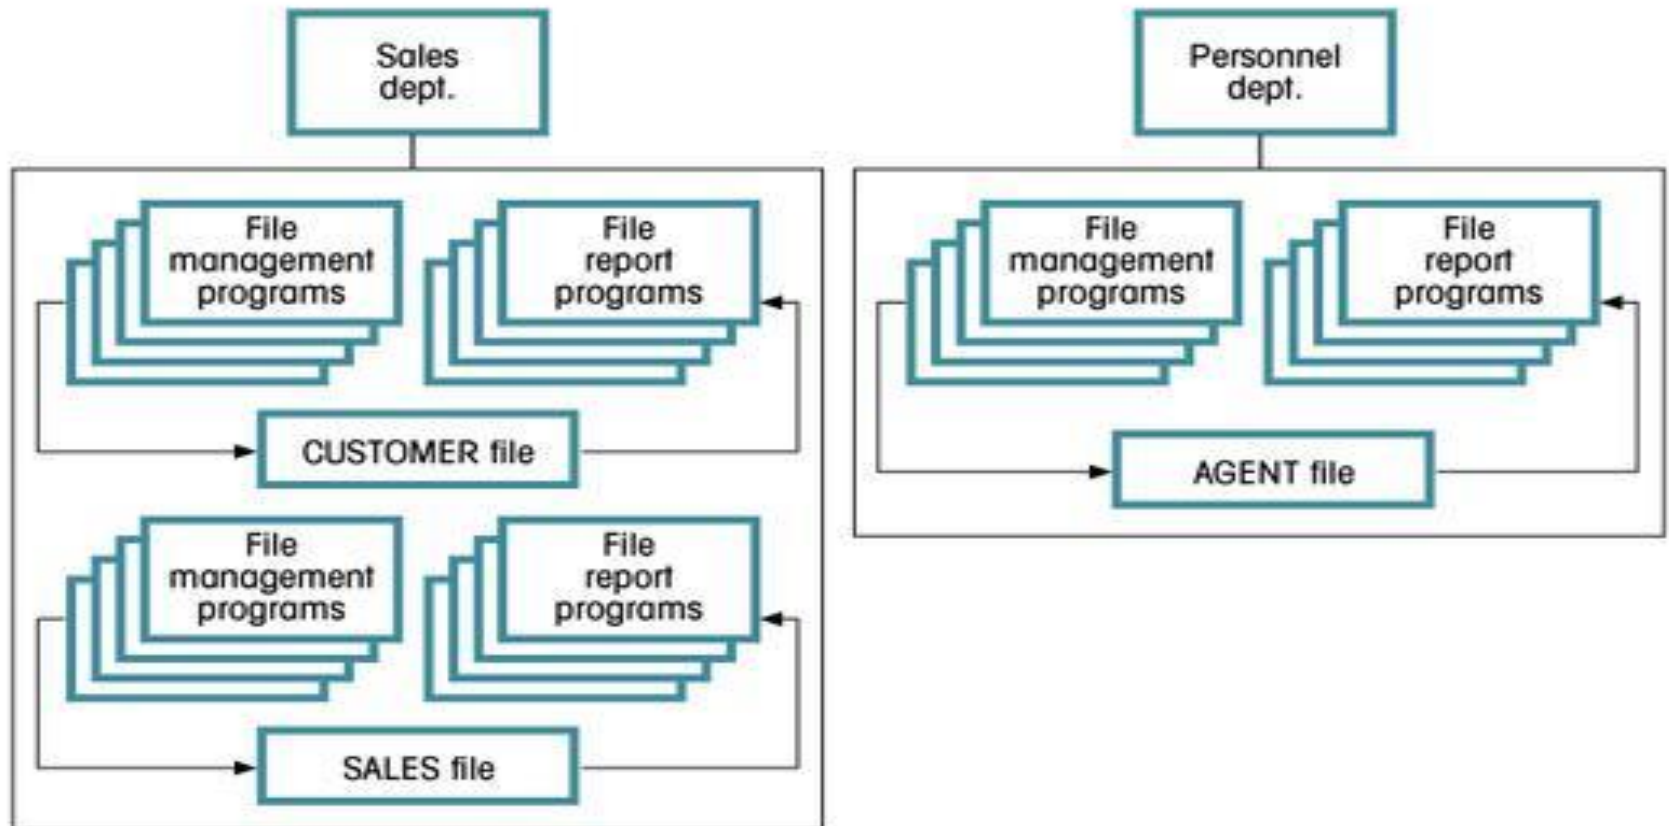 Sales
dept.
File
management
programs
File
report
programs
CUSTOMER file
File
management
programs
File
report
programs
SALES file
Personnel
dept.
File
management
programs
File
report
programs
AGENT file